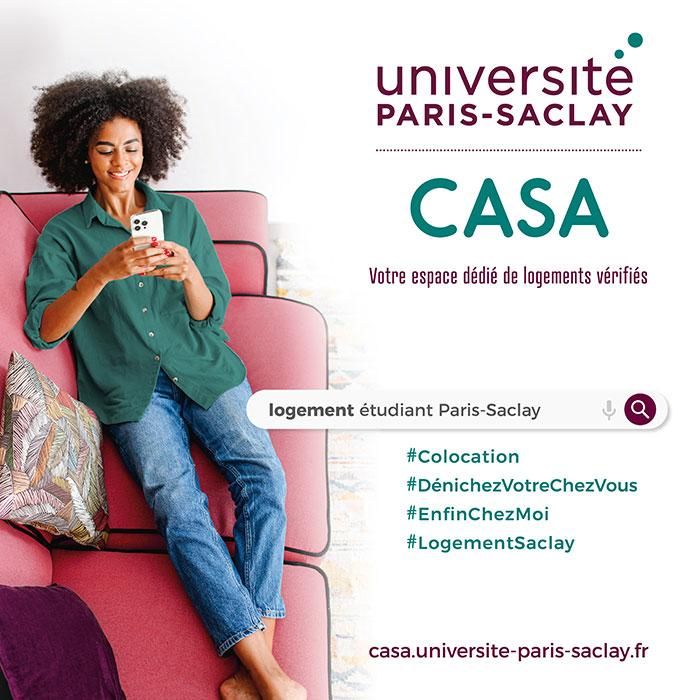 université
PARIS-SACLAY
CASA
Votre espace dédié de logements vérifiés
logement étudiant Paris-Saclay
#Colocation
#DénichezVotreChezVous
#EnfinChezMoi
#LogementSaclay
casa.universite-paris-saclay.fr